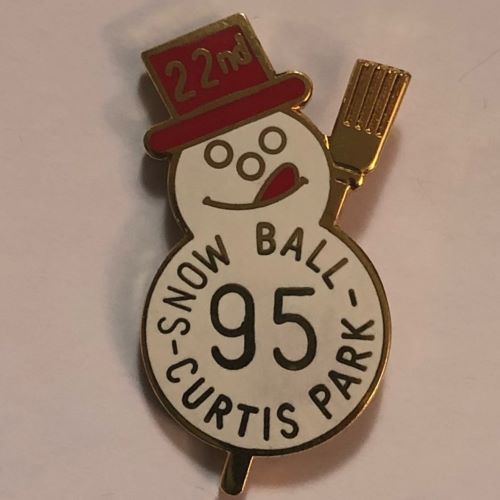 22nd
SNOW BALL
95
-CURTIS PARK-